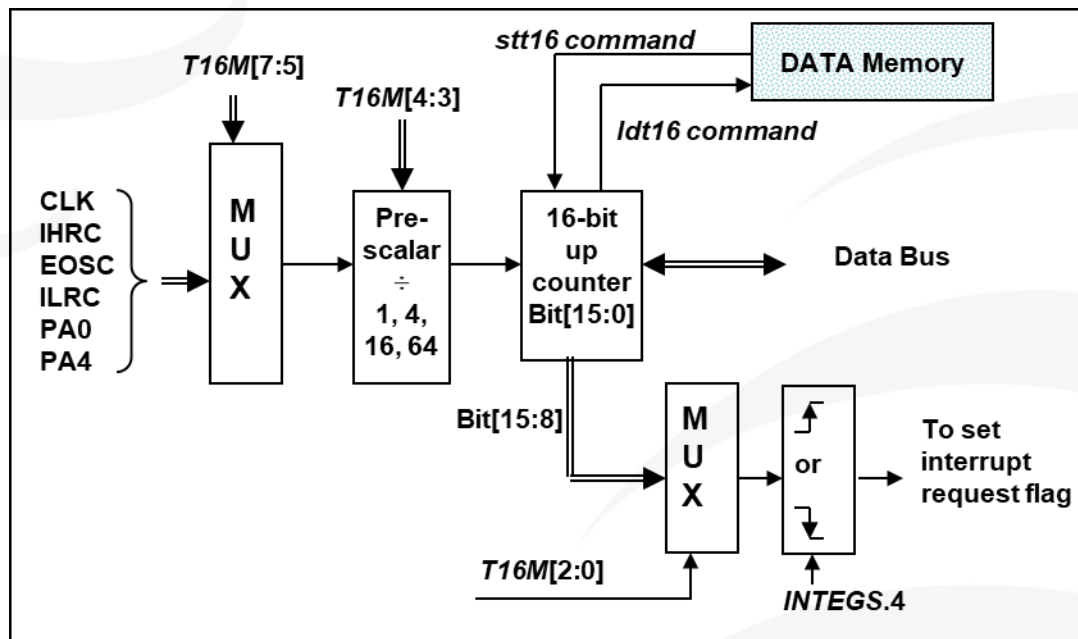 stt16 command
DATA Memory
T16M[7:5]
T16M[4:3]
ldt16 command
CLK
IHRC
EOSC
ILRC
PA0
PA4
M
U
X
Pre-
scalar
÷
1, 4,
16, 64
16-bit
up
counter
Bit[15:0]
Data Bus
Bit[15:8]
M
U
X
or
To set
interrupt
request flag
T16M[2:0]
INTEGS.4